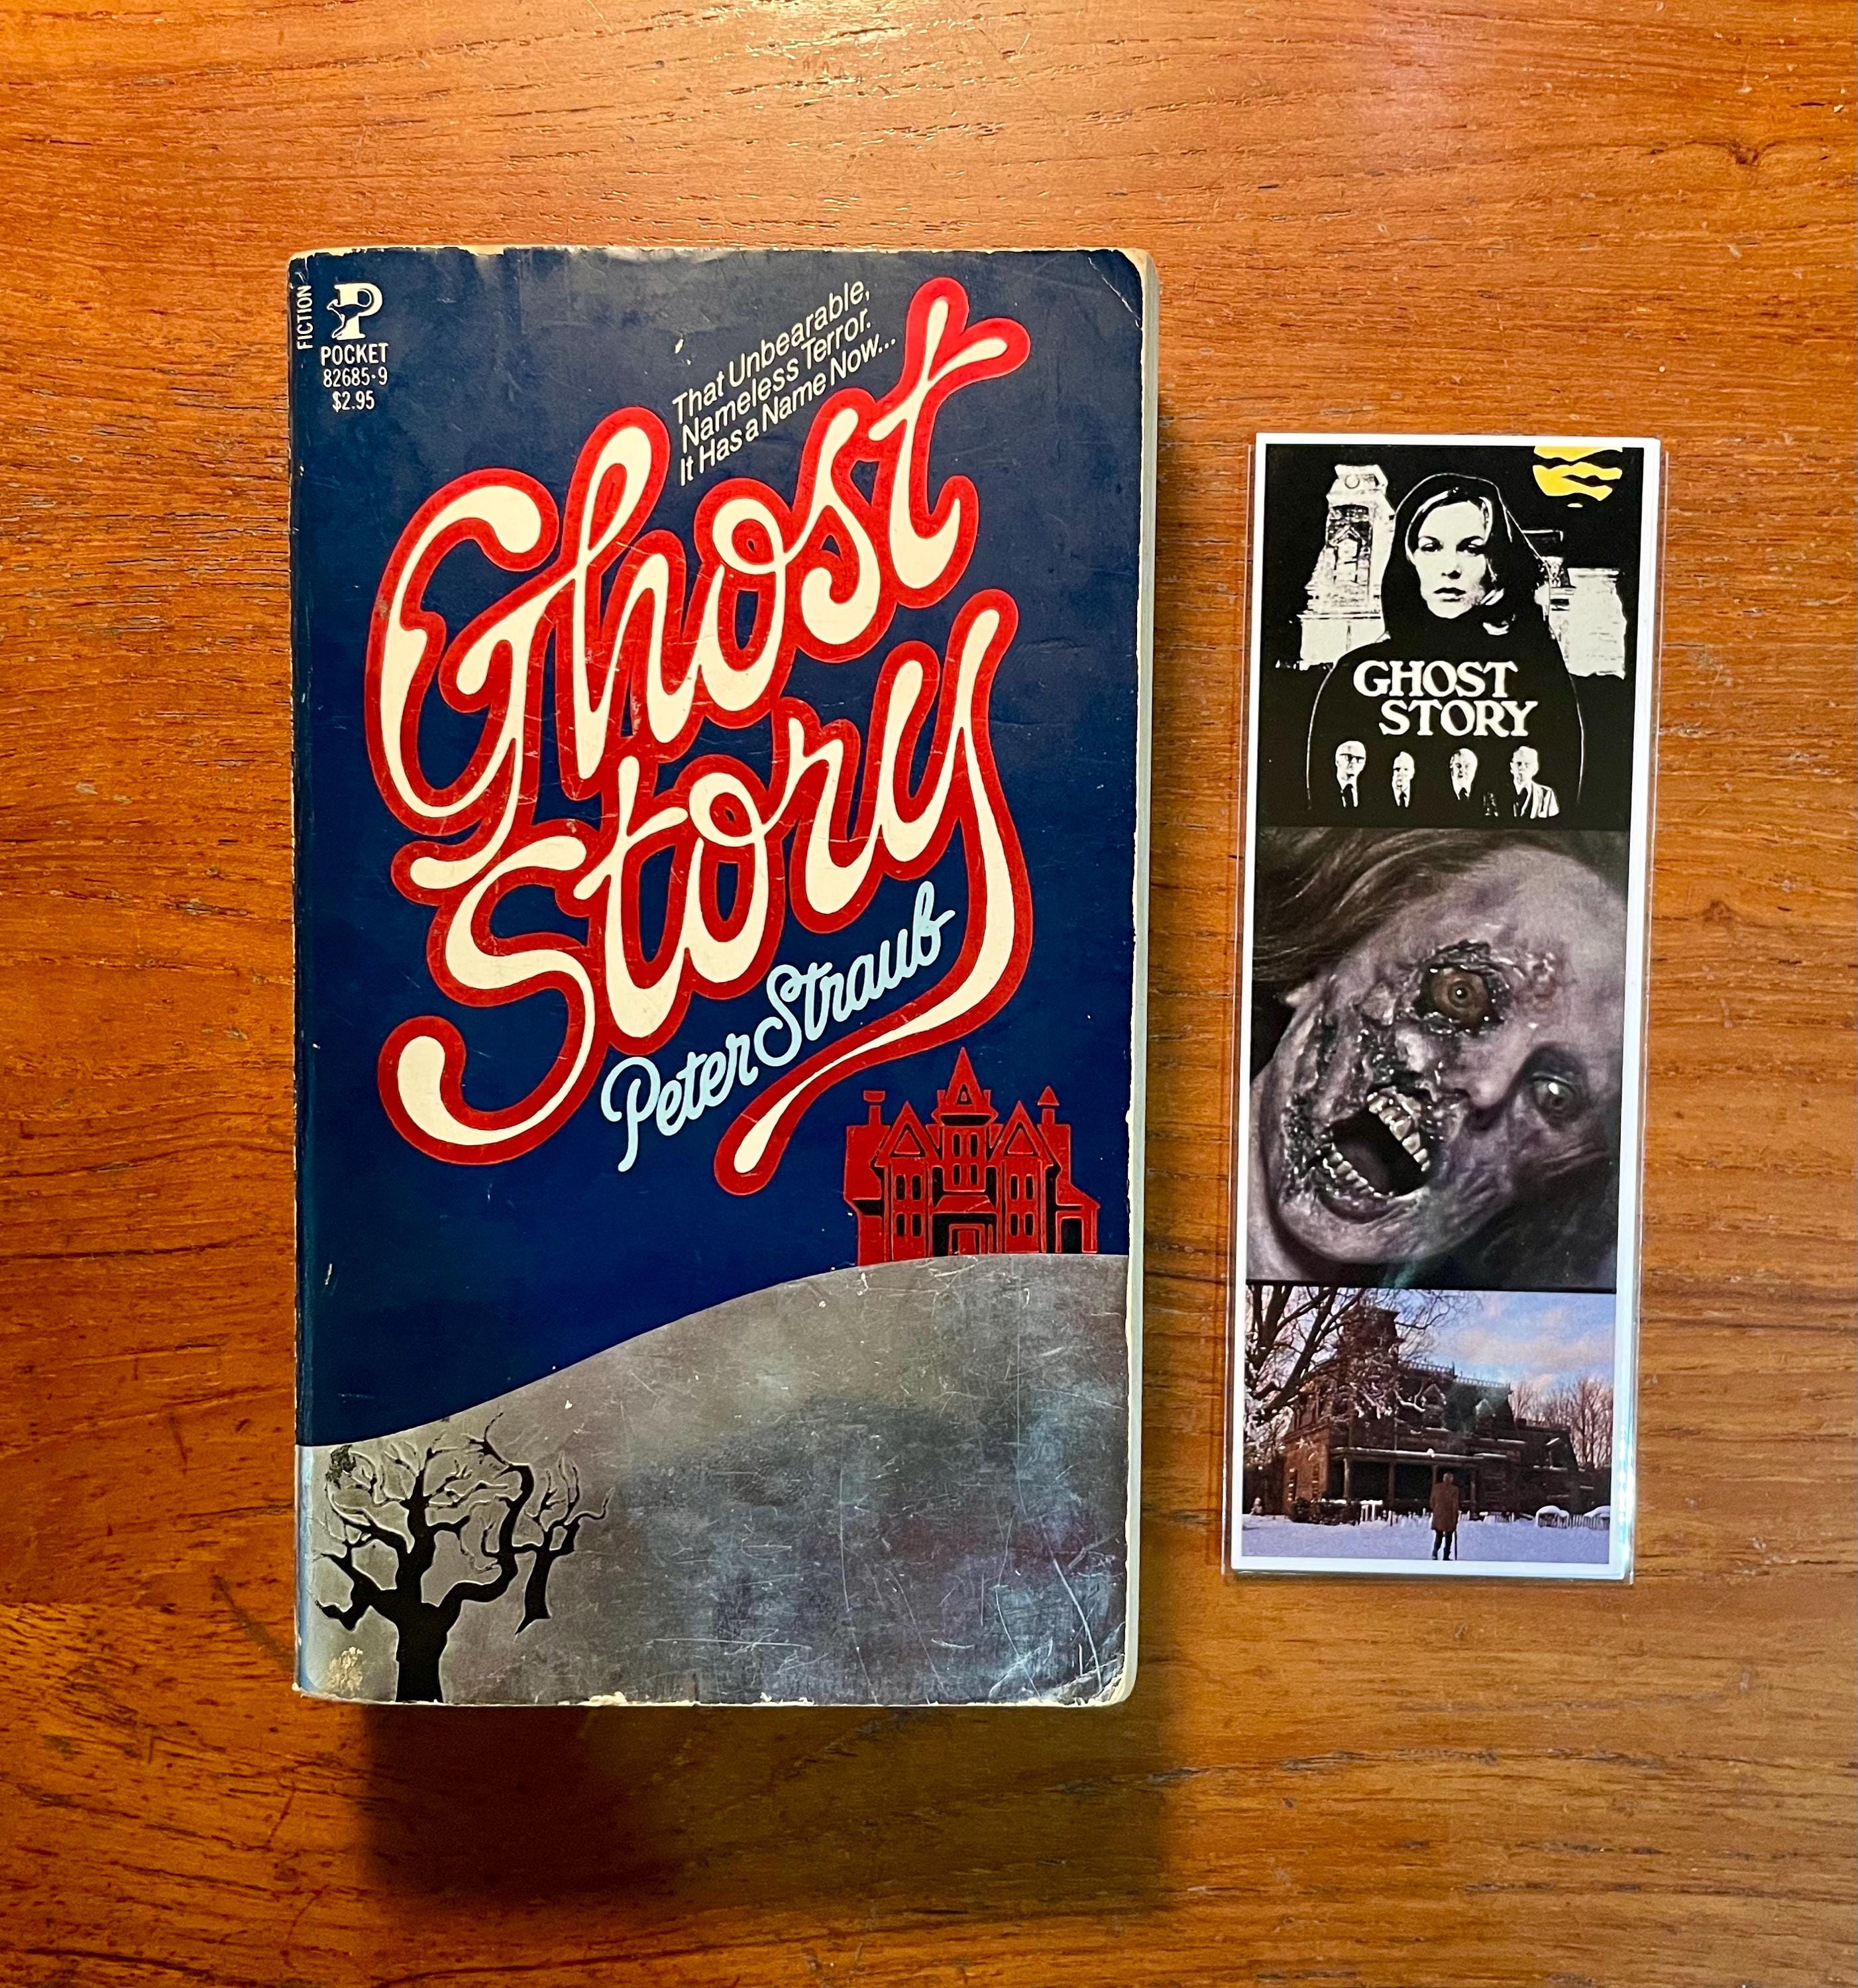 FICTION
P
POCKET
82685-9
$2.95
That Unbearable,
Nameless Terror.
It Has a Name Now...
Ghost
Story
Peter Straub
GHOST
STORY